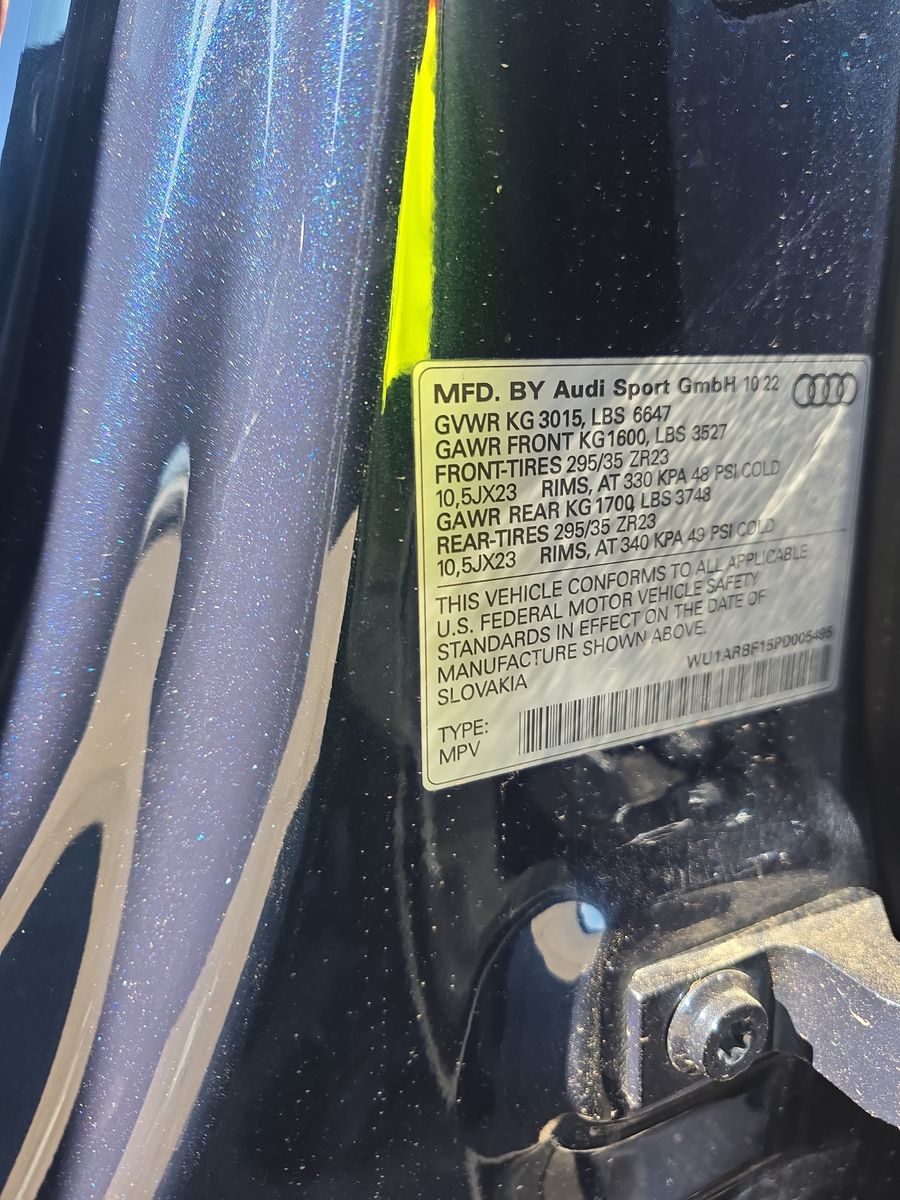 MFD. BY Audi Sport GmbH 10 22
GVWR KG 3015, LBS 6647
GAWR FRONT KG1600, LBS 3527
FRONT-TIRES 295/35 ZR23
10,5JX23 RIMS, AT 330 KPA 48 PSI COLD
GAWR REAR KG 1700, LBS 3748
REAR-TIRES 295/35 ZR23
10,5JX23 RIMS, AT 340 KPA 49 PSI COLD
THIS VEHICLE CONFORMS TO ALL APPLICABLE
U.S. FEDERAL MOTOR VEHICLE SAFETY
STANDARDS IN EFFECT ON THE DATE OF
MANUFACTURE SHOWN ABOVE.
SLOVAKIA WU1ARBF15PD005495
TYPE:
MPV